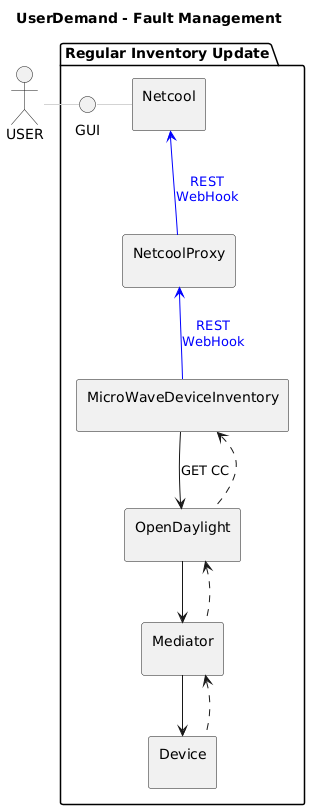 UserDemand - Fault Management
Regular Inventory Update
Netcool
USER
GUI
REST
WebHook
NetcoolProxy
REST
WebHook
MicroWaveDeviceInventory
GET CC
OpenDaylight
Mediator
Device